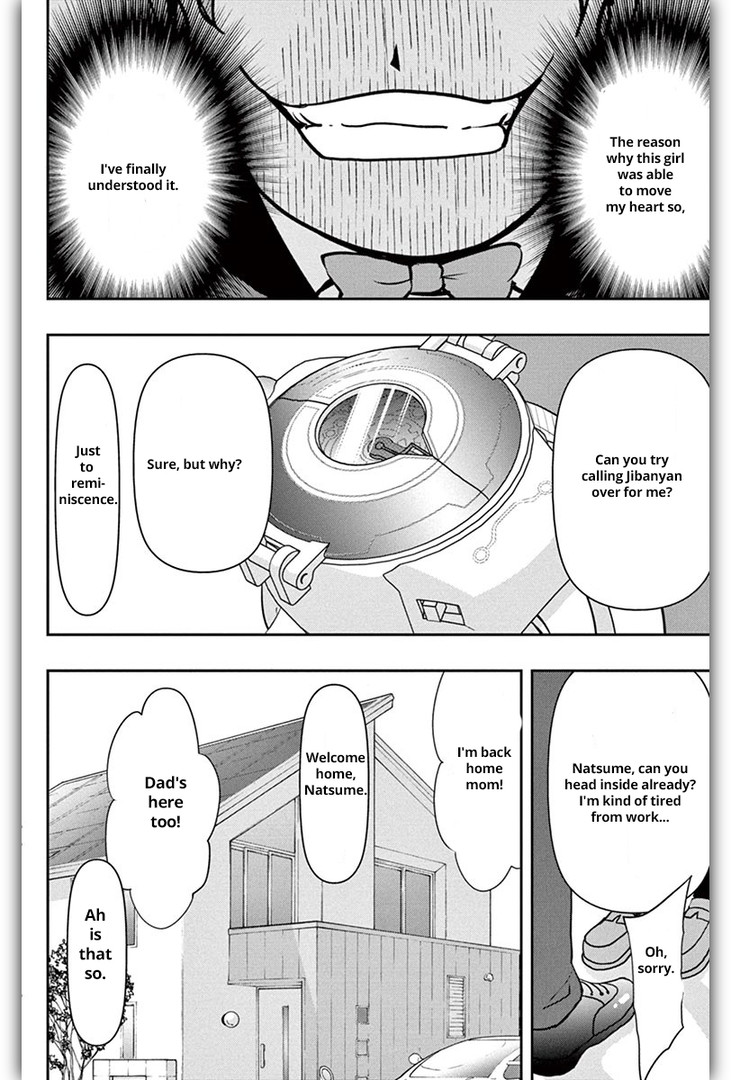 The reason
why this girl
was able
to move
my heart so,
I've finally
understood it.
Can you try
calling Jibanyan
over for me?
Sure, but why?
Just
to
remi-
niscence.
Natsume, can you
head inside already?
I'm kind of tired
from work...
Oh,
sorry.
I'm back
home
mom!
Welcome
home,
Natsume.
Dad's
here
too!
Ah
is
that
so.